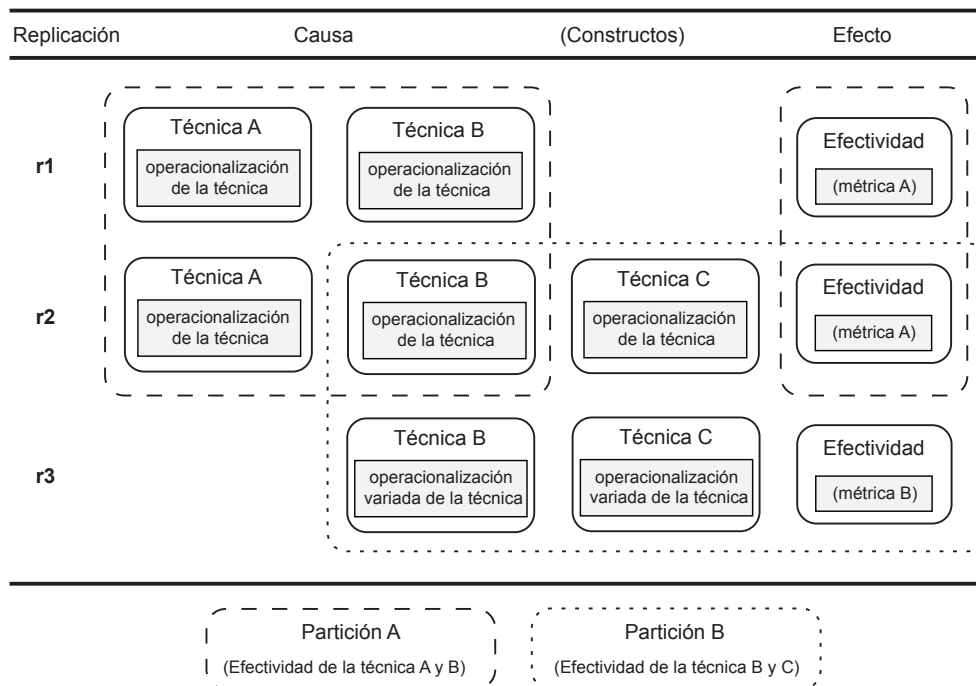 Replicación Causa (Constructos) Efecto
Técnica A Técnica B Efectividad
r1
operacionalización de la técnica
operacionalización de la técnica
(métrica A)
Técnica A Técnica B Técnica C Efectividad
r2
operacionalización de la técnica
operacionalización de la técnica
operacionalización de la técnica
(métrica A)
Técnica B Técnica C Efectividad
r3
operacionalización variada de la técnica
operacionalización variada de la técnica
(métrica B)
Partición A
(Efectividad de la técnica A y B)
Partición B
(Efectividad de la técnica B y C)